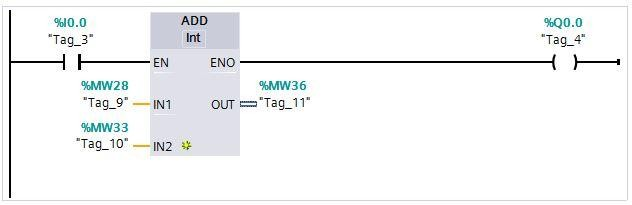 %I0.0
"Tag_3"
ADD
Int
%Q0.0
"Tag_4"
EN
ENO
%MW28
"Tag_9"
IN1
OUT
%MW36
"Tag_11"
%MW33
"Tag_10"
IN2